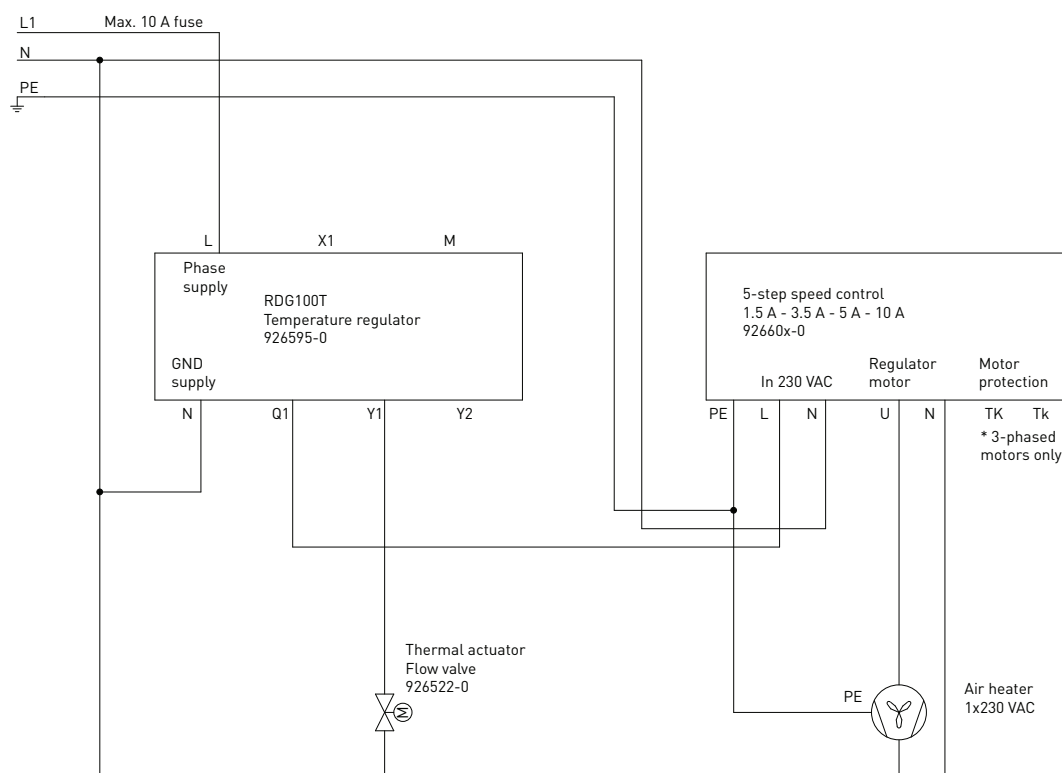 L1
Max. 10 A fuse
N
PE
L
X1
M
Phase
supply
RDG100T
Temperature regulator
926595-0
GND
supply
N
Q1
Y1
Y2
5-step speed control
1.5 A - 3.5 A - 5 A - 10 A
92660x-0
In 230 VAC
Regulator
motor
Motor
protection
PE
L
N
U
N
TK
Tk
* 3-phased
motors only
Thermal actuator
Flow valve
926522-0
M
PE
Air heater
1x230 VAC